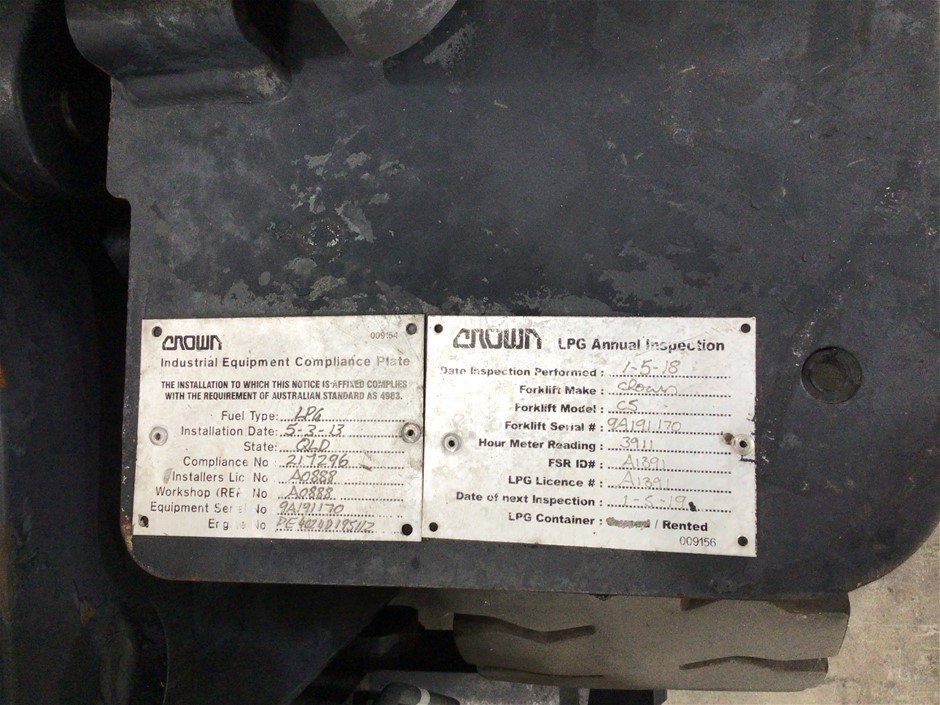 CROWN 009154
Industrial Equipment Compliance Plate
THE INSTALLATION TO WHICH THIS NOTICE IS AFFIXED COMPLIES
WITH THE REQUIREMENT OF AUSTRALIAN STANDARD AS 4983.
Fuel Type: LPG
Installation Date: 5-3-13
State: QLD
Compliance No 217296
Installers Lic No A0888
Workshop (REF No A0888
Equipment Serial No 9A191170
Engine No
CROWN LPG Annual Inspection
Date Inspection Performed : 1-5-18
Forklift Make : Crown
Forklift Model : C5
Forklift Serial # : 9A191170
Hour Meter Reading : 3911
FSR ID# : A1391
LPG Licence # : A1391
Date of next Inspection : 1-5-19
LPG Container : / Rented
009156